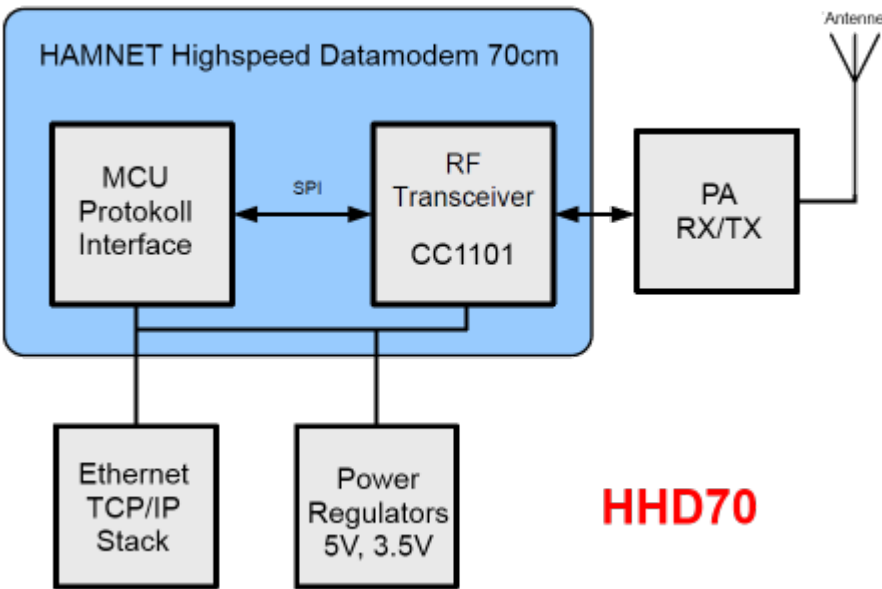 Antenne
HAMNET Highspeed Datamodem 70cm
MCU
Protokoll
Interface
SPI
RF
Transceiver
CC1101
PA
RX/TX
Ethernet
TCP/IP
Stack
Power
Regulators
5V, 3.5V
HHD70